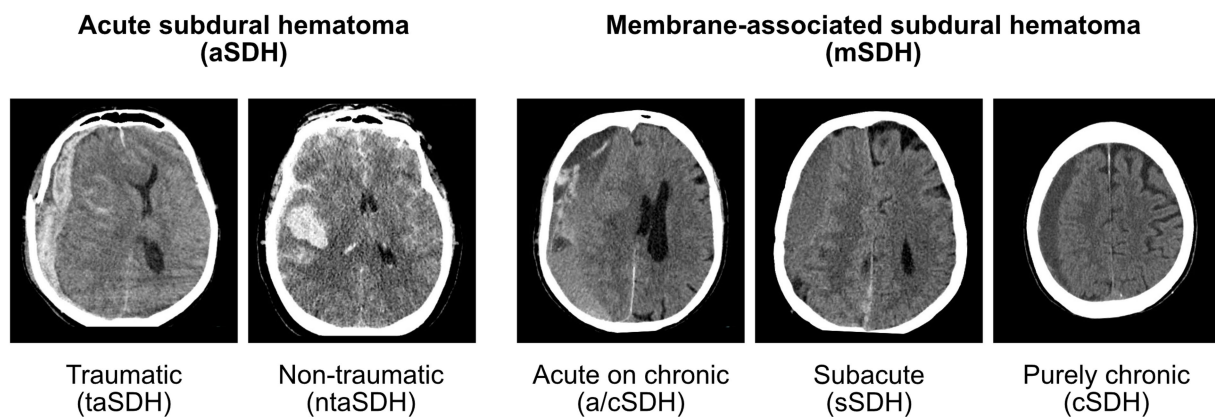 Acute subdural hematoma
(aSDH)
Membrane-associated subdural hematoma
(mSDH)
Traumatic
(taSDH)
Non-traumatic
(ntaSDH)
Acute on chronic
(a/cSDH)
Subacute
(sSDH)
Purely chronic
(cSDH)